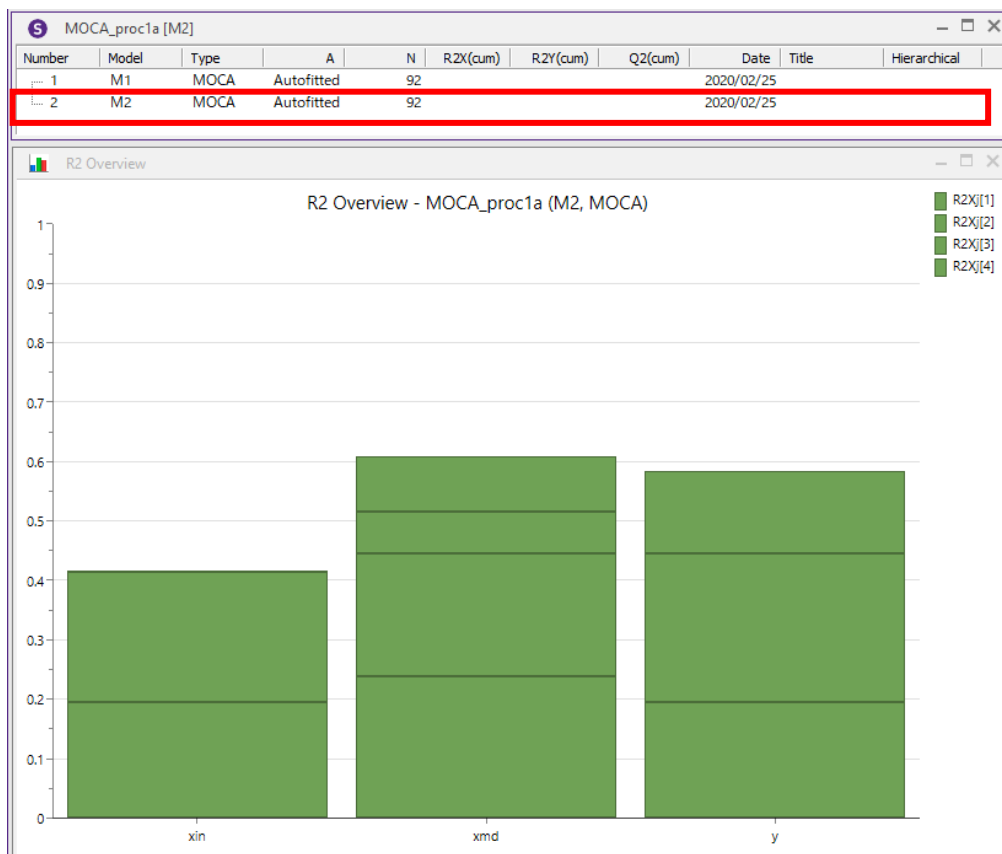 S MOCA_proc1a [M2]
Number Model Type A N R2X(cum) R2Y(cum) Q2(cum) Date Title Hierarchical
1 M1 MOCA Autofitted 92 2020/02/25
2 M2 MOCA Autofitted 92 2020/02/25
R2 Overview
R2 Overview - MOCA_proc1a (M2, MOCA)
R2Xj[1]
R2Xj[2]
R2Xj[3]
R2Xj[4]
1
0.9
0.8
0.7
0.6
0.5
0.4
0.3
0.2
0.1
0
xin xmd y